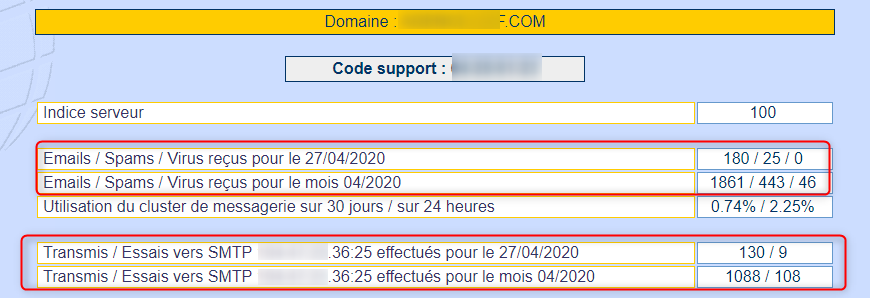 Domaine : F.COM
Code support :
Indice serveur 100
Emails / Spams / Virus reçus pour le 27/04/2020 180 / 25 / 0
Emails / Spams / Virus reçus pour le mois 04/2020 1861 / 443 / 46
Utilisation du cluster de messagerie sur 30 jours / sur 24 heures 0.74% / 2.25%
Transmis / Essais vers SMTP .36:25 effectués pour le 27/04/2020 130 / 9
Transmis / Essais vers SMTP .36:25 effectués pour le mois 04/2020 1088 / 108